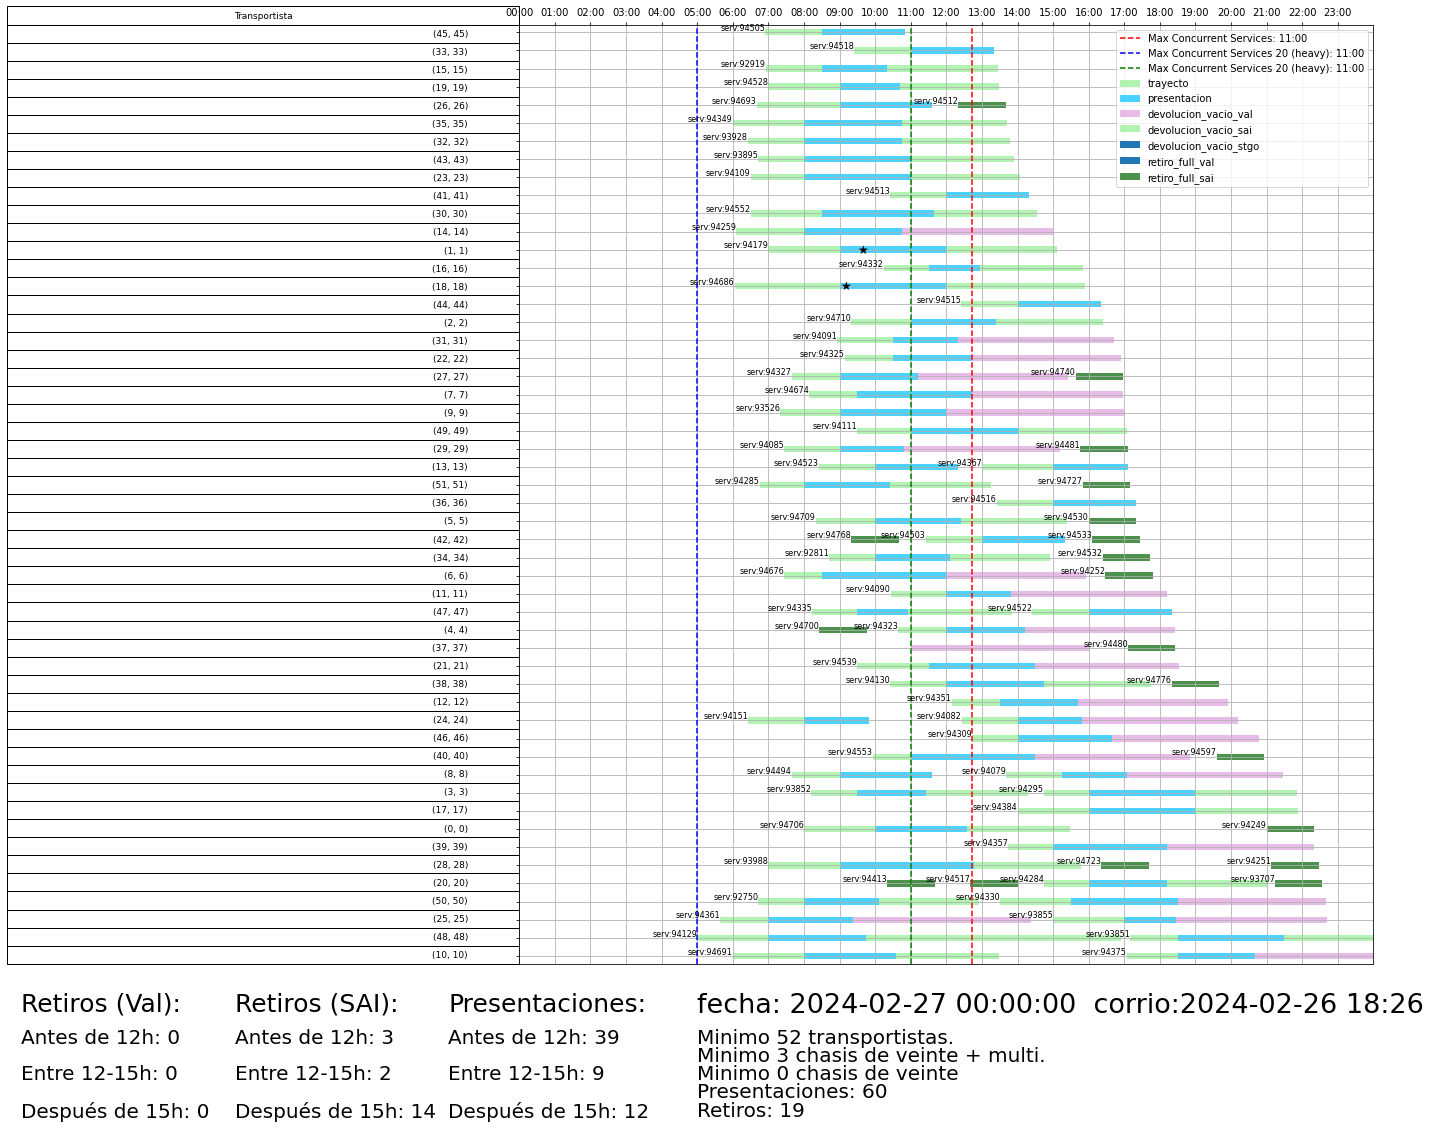 Transportista
00:00 01:00 02:00 03:00 04:00 05:00 06:00 07:00 08:00 09:00 10:00 11:00 12:00 13:00 14:00 15:00 16:00 17:00 18:00 19:00 20:00 21:00 22:00 23:00
Max Concurrent Services: 11:00
Max Concurrent Services 20 (heavy): 11:00
Max Concurrent Services 20 (heavy): 11:00
trayecto
presentacion
devolucion_vacio_val
devolucion_vacio_sai
devolucion_vacio_stgo
retiro_full_val
retiro_full_sai
(45, 45) serv:94505
(33, 33) serv:94518
(15, 15) serv:92919
(19, 19) serv:94528
(26, 26) serv:94693 serv:94512
(35, 35) serv:94349
(32, 32) serv:93928
(43, 43) serv:93895
(23, 23) serv:94109
(41, 41) serv:94513
(30, 30) serv:94552
(14, 14) serv:94259
(1, 1) serv:94179
(16, 16) serv:94332
(18, 18) serv:94686
(44, 44) serv:94515
(2, 2) serv:94710
(31, 31) serv:94091
(22, 22) serv:94325
(27, 27) serv:94327 serv:94740
(7, 7) serv:94674
(9, 9) serv:93526
(49, 49) serv:94111
(29, 29) serv:94085 serv:94481
(13, 13) serv:94523 serv:94367
(51, 51) serv:94285 serv:94727
(36, 36) serv:94516
(5, 5) serv:94709 serv:94530
(42, 42) serv:94768 serv:94503 serv:94533
(34, 34) serv:92811 serv:94532
(6, 6) serv:94676 serv:94252
(11, 11) serv:94090
(47, 47) serv:94335 serv:94522
(4, 4) serv:94700 serv:94323
(37, 37) serv:94480
(21, 21) serv:94539
(38, 38) serv:94130 serv:94776
(12, 12) serv:94351
(24, 24) serv:94151 serv:94082
(46, 46) serv:94309
(40, 40) serv:94553 serv:94597
(8, 8) serv:94494 serv:94079
(3, 3) serv:93852 serv:94295
(17, 17) serv:94384
(0, 0) serv:94706 serv:94249
(39, 39) serv:94357
(28, 28) serv:93988 serv:94723 serv:94251
(20, 20) serv:94413 serv:94517 serv:94284 serv:93707
(50, 50) serv:92750 serv:94330
(25, 25) serv:94361 serv:93855
(48, 48) serv:94129 serv:93851
(10, 10) serv:94691 serv:94375
Retiros (Val):
Antes de 12h: 0
Entre 12-15h: 0
Después de 15h: 0
Retiros (SAI):
Antes de 12h: 3
Entre 12-15h: 2
Después de 15h: 14
Presentaciones:
Antes de 12h: 39
Entre 12-15h: 9
Después de 15h: 12
fecha: 2024-02-27 00:00:00 corrio:2024-02-26 18:26
Minimo 52 transportistas.
Minimo 3 chasis de veinte + multi.
Minimo 0 chasis de veinte
Presentaciones: 60
Retiros: 19